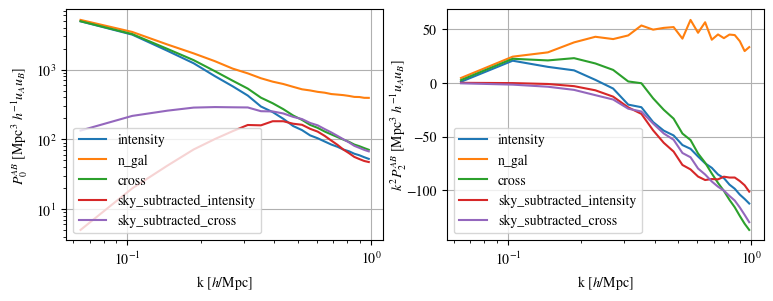 P_0^{AB} [Mpc^3 h^{-1} u_A u_B]
10^3
10^2
10^1
intensity
n_gal
cross
sky_subtracted_intensity
sky_subtracted_cross
10^{-1}
10^0
k [h/Mpc]
k^2 P_2^{AB} [Mpc^3 h^{-1} u_A u_B]
50
0
−50
−100
intensity
n_gal
cross
sky_subtracted_intensity
sky_subtracted_cross
10^{-1}
10^0
k [h/Mpc]